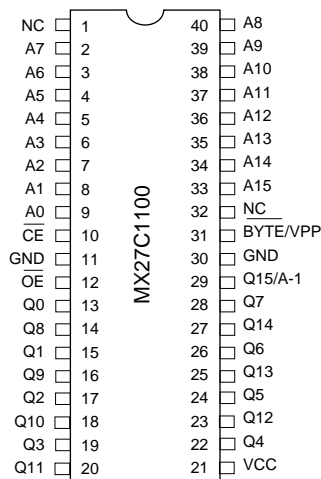 NC 1 40 A8
A7 2 39 A9
A6 3 38 A10
A5 4 37 A11
A4 5 36 A12
A3 6 35 A13
A2 7 34 A14
A1 8 33 A15
A0 9 32 NC
CE 10 31 BYTE/VPP
GND 11 30 GND
OE 12 29 Q15/A-1
Q0 13 28 Q7
Q8 14 27 Q14
Q1 15 26 Q6
Q9 16 25 Q13
Q2 17 24 Q5
Q10 18 23 Q12
Q3 19 22 Q4
Q11 20 21 VCC
MX27C1100